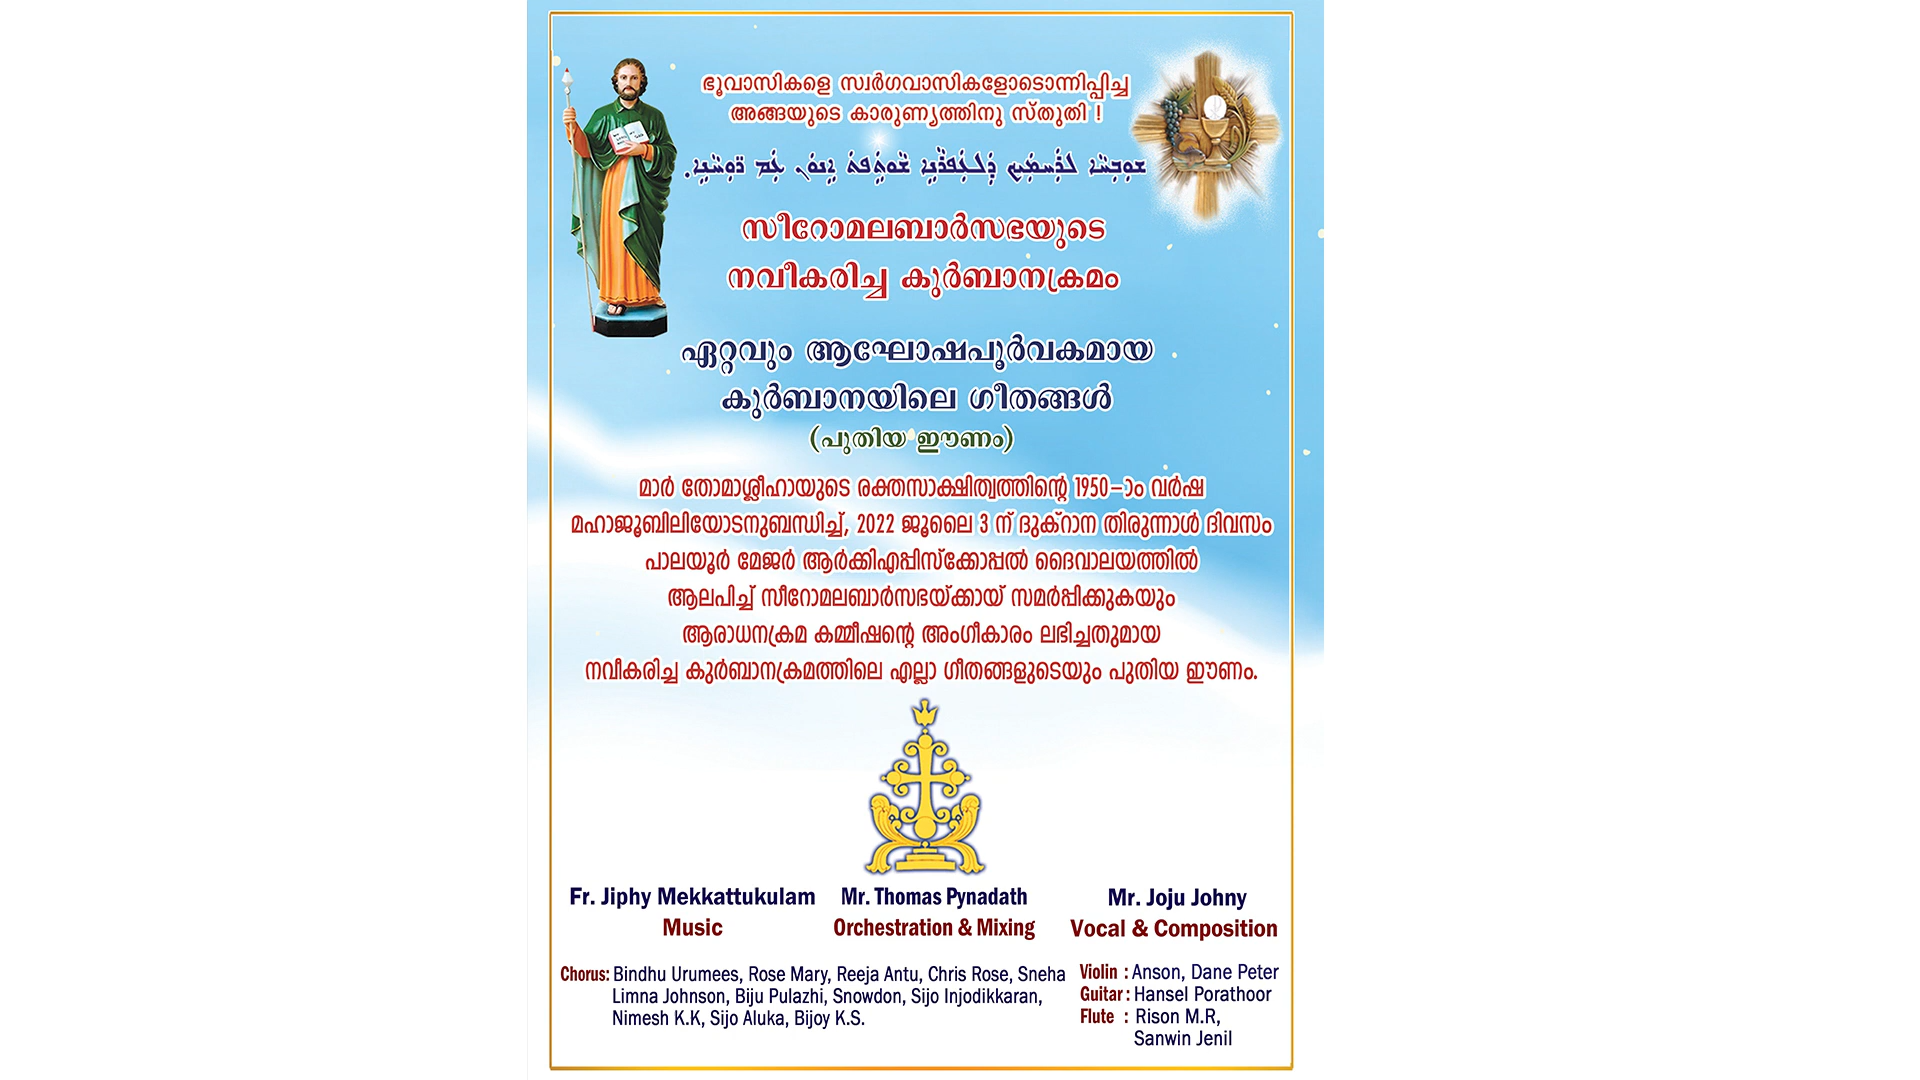 ഭൂവാസികളെ സ്വർഗവാസികളോടൊന്നിപ്പിച്ച
അങ്ങയുടെ കാരുണ്യത്തിനു സ്തുതി !
സീറോമലബാർസഭയുടെ
നവീകരിച്ച കുർബാനക്രമം
ഏറ്റവും ആഘോഷപൂർവകമായ
കുർബാനയിലെ ഗീതങ്ങൾ
(പുതിയ ഈണം)
മാർ തോമാശ്ലീഹായുടെ രക്തസാക്ഷിത്വത്തിന്റെ 1950-ാം വർഷ
മഹാജൂബിലിയോടനുബന്ധിച്ച്, 2022 ജൂലൈ 3 ന് ദുക്റാന തിരുന്നാൾ ദിവസം
പാലയൂർ മേജർ ആർക്കിഎപ്പിസ്ക്കോപ്പൽ ദൈവാലയത്തിൽ
ആലപിച്ച് സീറോമലബാർസഭയ്ക്കായ് സമർപ്പിക്കുകയും
ആരാധനക്രമ കമ്മീഷന്റെ അംഗീകാരം ലഭിച്ചതുമായ
നവീകരിച്ച കുർബാനക്രമത്തിലെ എല്ലാ ഗീതങ്ങളുടെയും പുതിയ ഈണം.
Fr. Jiphy Mekkattukulam
Music
Mr. Thomas Pynadath
Orchestration & Mixing
Mr. Joju Johny
Vocal & Composition
Chorus: Bindhu Urumees, Rose Mary, Reeja Antu, Chris Rose, Sneha
Limna Johnson, Biju Pulazhi, Snowdon, Sijo Injodikkaran,
Nimesh K.K, Sijo Aluka, Bijoy K.S.
Violin : Anson, Dane Peter
Guitar : Hansel Porathoor
Flute : Rison M.R,
Sanwin Jenil